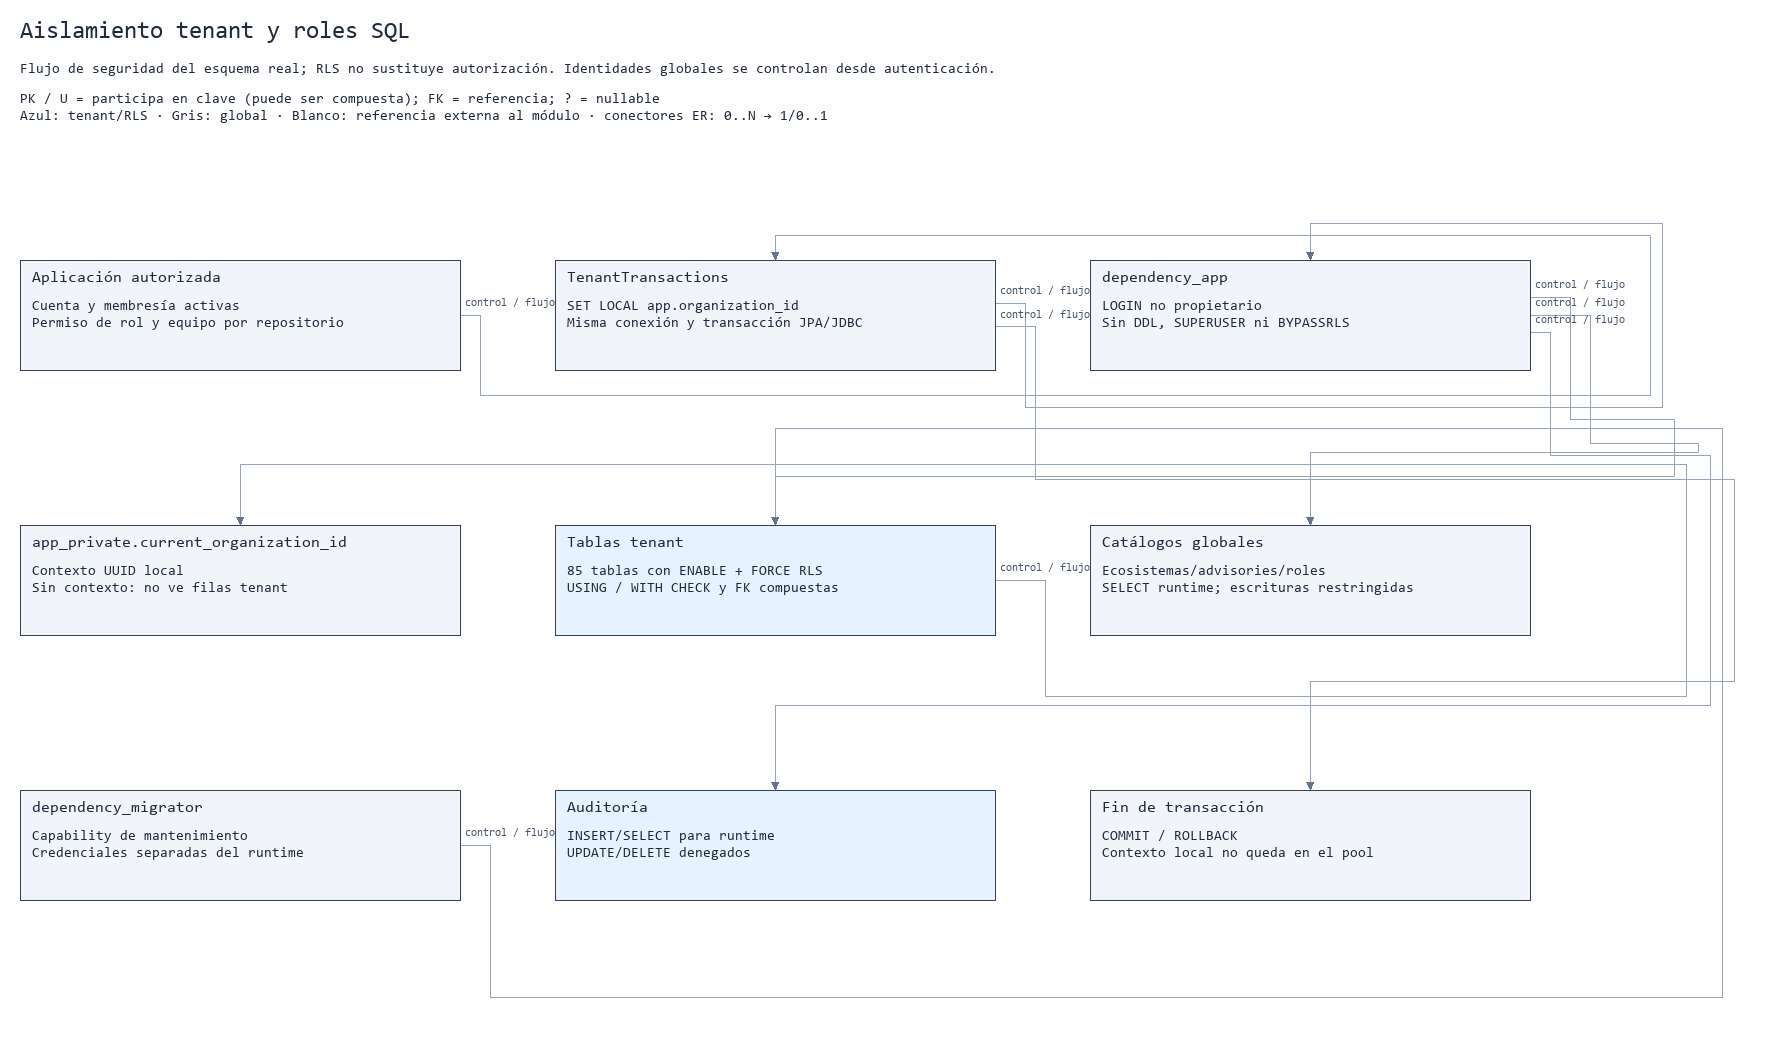 Aislamiento tenant y roles SQL
Flujo de seguridad del esquema real; RLS no sustituye autorización. Identidades globales se controlan desde autenticación.
PK / U = participa en clave (puede ser compuesta); FK = referencia; ? = nullable
Azul: tenant/RLS · Gris: global · Blanco: referencia externa al módulo · conectores ER: 0..N → 1/0..1
Aplicación autorizada
Cuenta y membresía activas
Permiso de rol y equipo por repositorio
control / flujo
TenantTransactions
SET LOCAL app.organization_id
Misma conexión y transacción JPA/JDBC
control / flujo
control / flujo
dependency_app
LOGIN no propietario
Sin DDL, SUPERUSER ni BYPASSRLS
control / flujo
control / flujo
control / flujo
app_private.current_organization_id
Contexto UUID local
Sin contexto: no ve filas tenant
Tablas tenant
85 tablas con ENABLE + FORCE RLS
USING / WITH CHECK y FK compuestas
control / flujo
Catálogos globales
Ecosistemas/advisories/roles
SELECT runtime; escrituras restringidas
dependency_migrator
Capability de mantenimiento
Credenciales separadas del runtime
control / flujo
Auditoría
INSERT/SELECT para runtime
UPDATE/DELETE denegados
Fin de transacción
COMMIT / ROLLBACK
Contexto local no queda en el pool